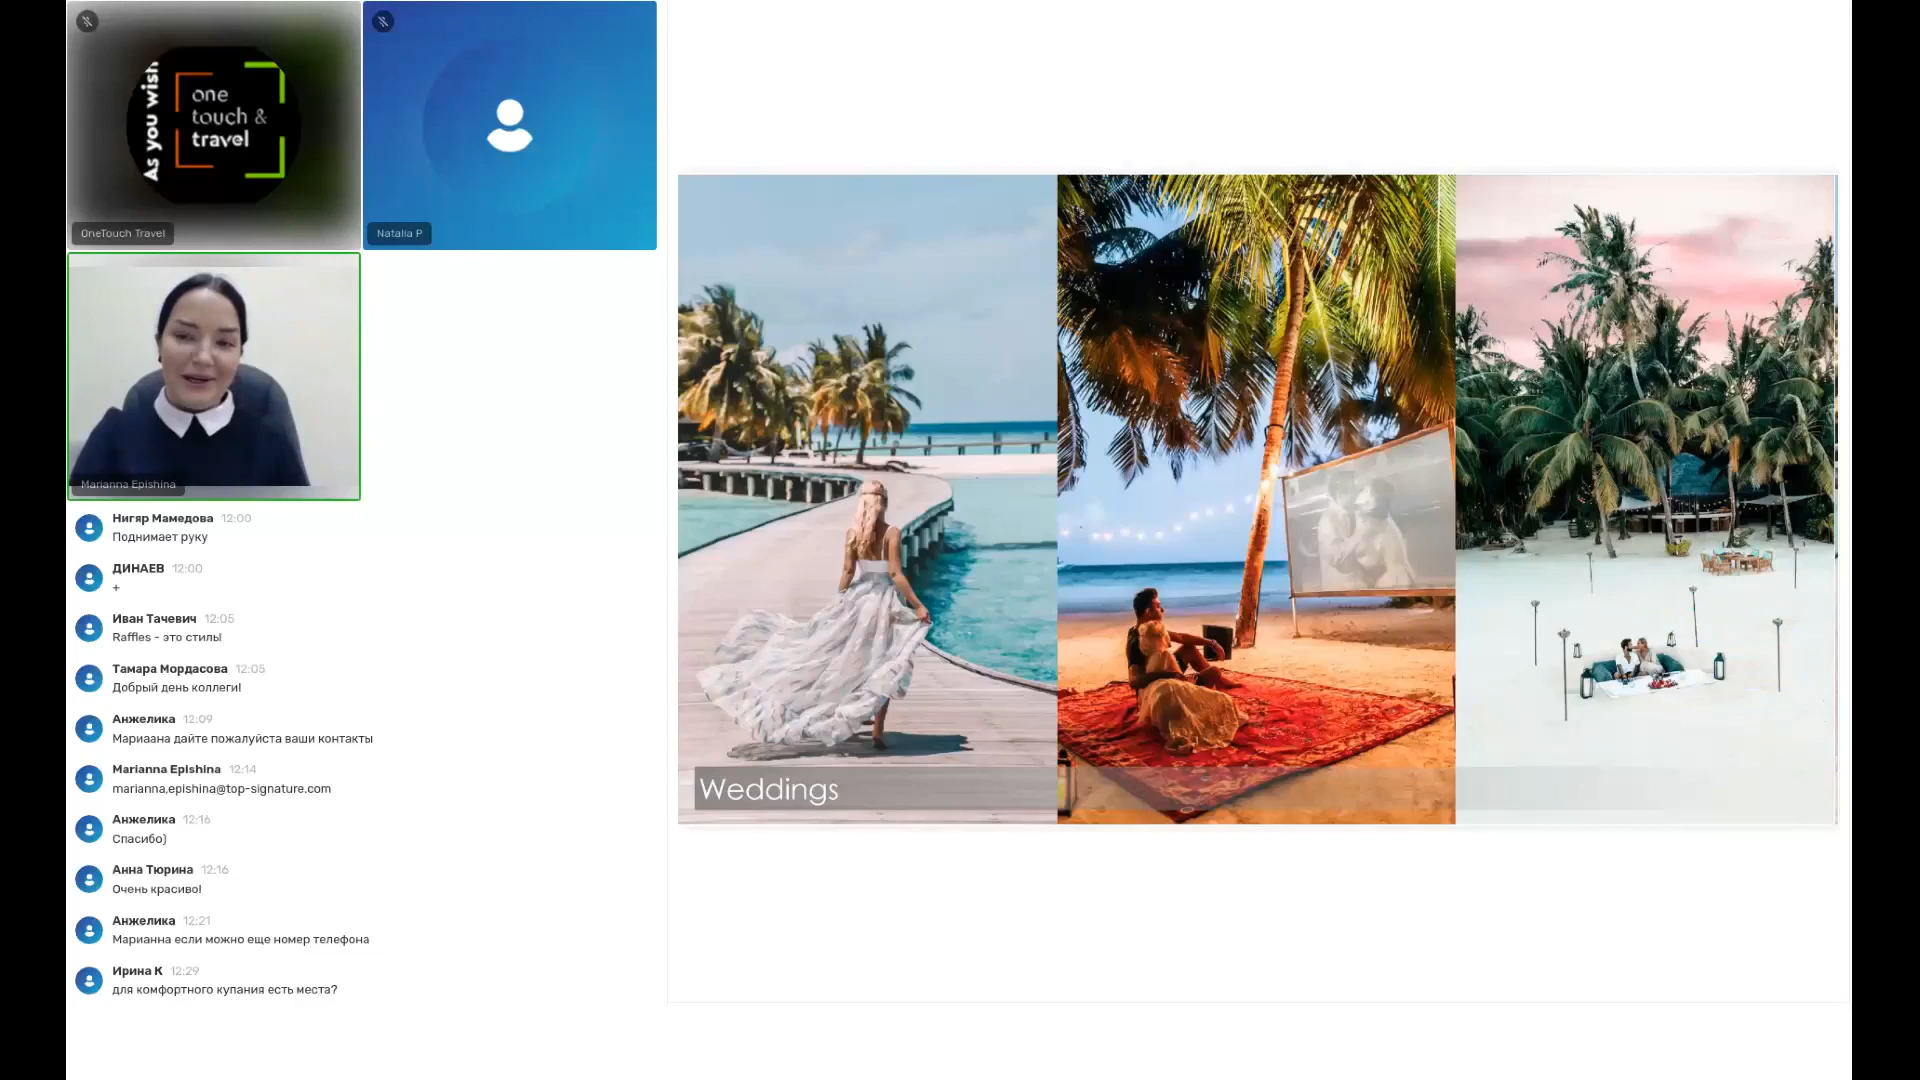 As you wish
one
touch &
travel
OneTouch Travel
Natalia P
Marianna Epishina
Нигяр Мамедова 12:00
Поднимает руку
ДИНАЕВ 12:00
+
Иван Тачевич 12:05
Raffles - это стиль!
Тамара Мордасова 12:05
Добрый день коллеги!
Анжелика 12:09
Мариаана дайте пожалуйста ваши контакты
Marianna Epishina 12:14
marianna,epishina@top-signature.com
Анжелика 12:16
Спасибо)
Анна Тюрина 12:16
Очень красиво!
Анжелика 12:21
Марианна если можно еще номер телефона
Ирина К 12:29
для комфортного купания есть места?
Weddings